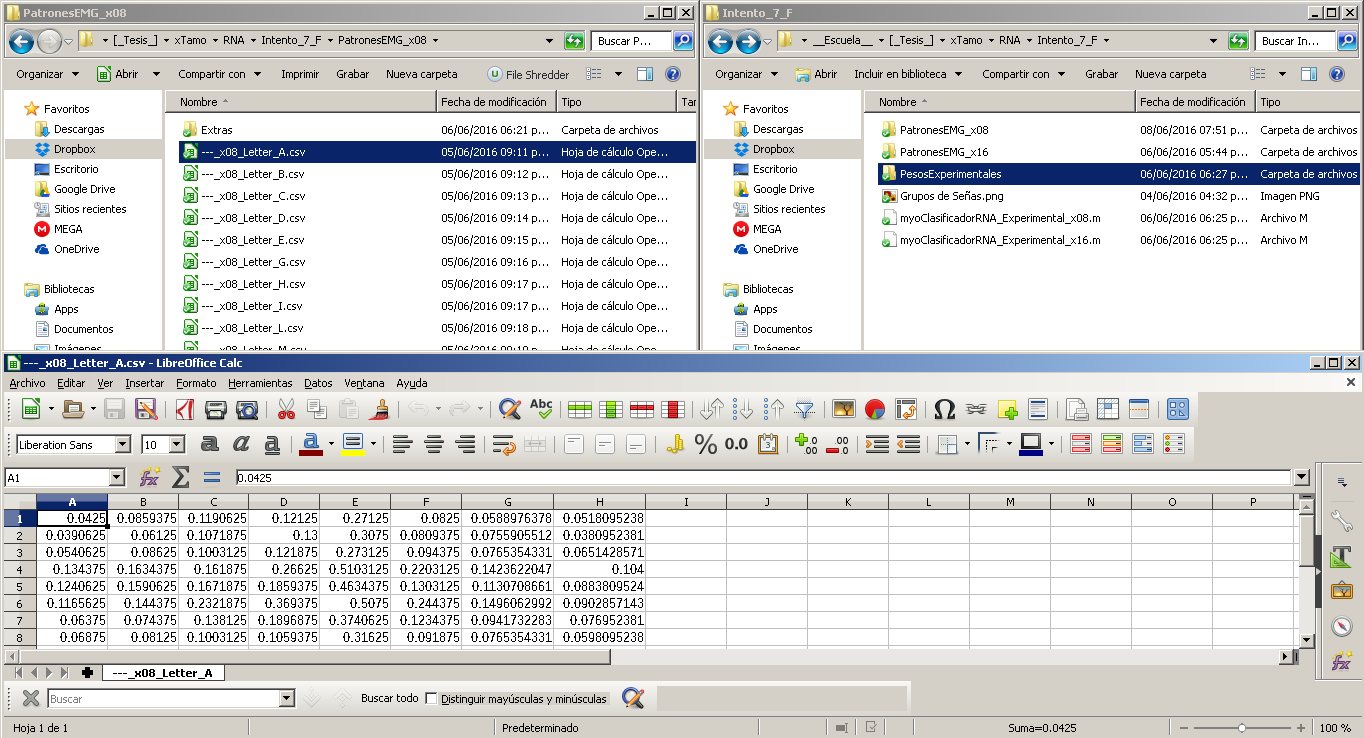 PatronesEMG_x08
[_Tesis_] xTamo RNA Intento_7_F PatronesEMG_x08 Buscar P...
Organizar Abrir Compartir con Imprimir Grabar Nueva carpeta File Shredder
Favoritos
Descargas
Dropbox
Escritorio
Google Drive
Sitios recientes
MEGA
OneDrive
Bibliotecas
Apps
Documentos
Imágenes
Nombre Fecha de modificación Tipo Tar
Extras 06/06/2016 06:21 p... Carpeta de archivos
---_x08_Letter_A.csv 05/06/2016 09:11 p... Hoja de cálculo Ope...
---_x08_Letter_B.csv 05/06/2016 09:12 p... Hoja de cálculo Ope...
---_x08_Letter_C.csv 05/06/2016 09:13 p... Hoja de cálculo Ope...
---_x08_Letter_D.csv 05/06/2016 09:14 p... Hoja de cálculo Ope...
---_x08_Letter_E.csv 05/06/2016 09:15 p... Hoja de cálculo Ope...
---_x08_Letter_G.csv 05/06/2016 09:16 p... Hoja de cálculo Ope...
---_x08_Letter_H.csv 05/06/2016 09:17 p... Hoja de cálculo Ope...
---_x08_Letter_I.csv 05/06/2016 09:17 p... Hoja de cálculo Ope...
---_x08_Letter_L.csv 05/06/2016 09:18 p... Hoja de cálculo Ope...
Intento_7_F
__Escuela__ [_Tesis_] xTamo RNA Intento_7_F Buscar In...
Organizar Abrir Incluir en biblioteca Compartir con Grabar Nueva carpeta
Favoritos
Descargas
Dropbox
Escritorio
Google Drive
Sitios recientes
MEGA
OneDrive
Bibliotecas
Apps
Documentos
Imágenes
Nombre Fecha de modificación Tipo
PatronesEMG_x08 08/06/2016 07:51 p... Carpeta de archivos
PatronesEMG_x16 06/06/2016 05:44 p... Carpeta de archivos
PesosExperimentales 06/06/2016 06:27 p... Carpeta de archivos
Grupos de Señas.png 04/06/2016 04:32 p... Imagen PNG
myoClasificadorRNA_Experimental_x08.m 06/06/2016 06:25 p... Archivo M
myoClasificadorRNA_Experimental_x16.m 06/06/2016 06:25 p... Archivo M
---_x08_Letter_A.csv - LibreOffice Calc
Archivo Editar Ver Insertar Formato Herramientas Datos Ventana Ayuda
Abc
Liberation Sans 10 a a a a % 0.0 .00 .00
A1 fx Σ = 0.0425
A B C D E F G H I J K L M N O P
1 0.0425 0.0859375 0.1190625 0.12125 0.27125 0.0825 0.0588976378 0.0518095238
2 0.0390625 0.06125 0.1071875 0.13 0.3075 0.0809375 0.0755905512 0.0380952381
3 0.0540625 0.08625 0.1003125 0.121875 0.273125 0.094375 0.0765354331 0.0651428571
4 0.134375 0.1634375 0.161875 0.26625 0.5103125 0.2203125 0.1423622047 0.104
5 0.1240625 0.1590625 0.1671875 0.1859375 0.4634375 0.1303125 0.1130708661 0.0883809524
6 0.1165625 0.144375 0.2321875 0.369375 0.5075 0.244375 0.1496062992 0.0902857143
7 0.06375 0.074375 0.138125 0.1896875 0.3740625 0.1234375 0.0941732283 0.076952381
8 0.06875 0.08125 0.1003125 0.1059375 0.31625 0.091875 0.0765354331 0.0598095238
---_x08_Letter_A
Buscar Buscar todo Distinguir mayúsculas y minúsculas
Hoja 1 de 1 Predeterminado Suma=0.0425 100 %